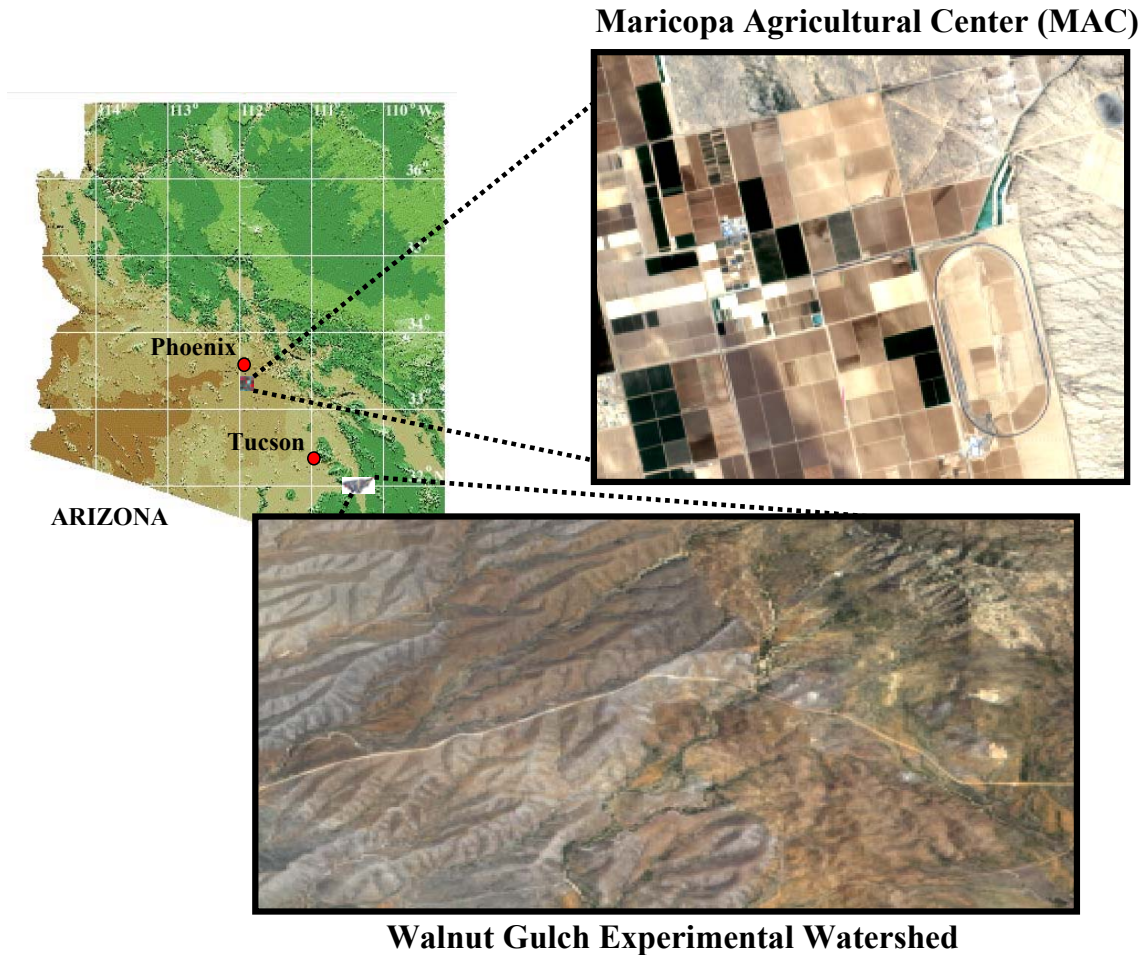 Maricopa Agricultural Center (MAC)
114° 113° 112° 111° 110° W
36°
34°
Phoenix
33°
Tucson
32° N
ARIZONA
Walnut Gulch Experimental Watershed